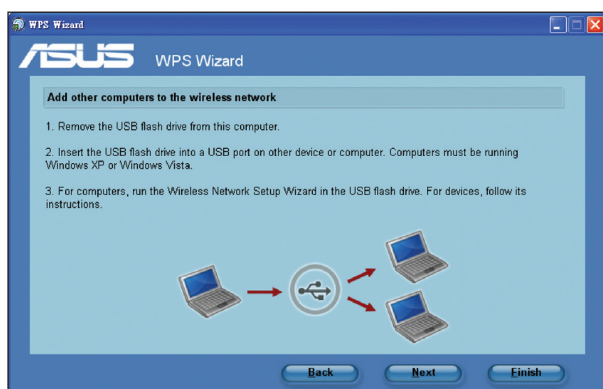 WPS Wizard
ASUS WPS Wizard
Add other computers to the wireless network
1. Remove the USB flash drive from this computer.
2. Insert the USB flash drive into a USB port on other device or computer. Computers must be running
Windows XP or Windows Vista.
3. For computers, run the Wireless Network Setup Wizard in the USB flash drive. For devices, follow its
instructions.
Back Next Finish